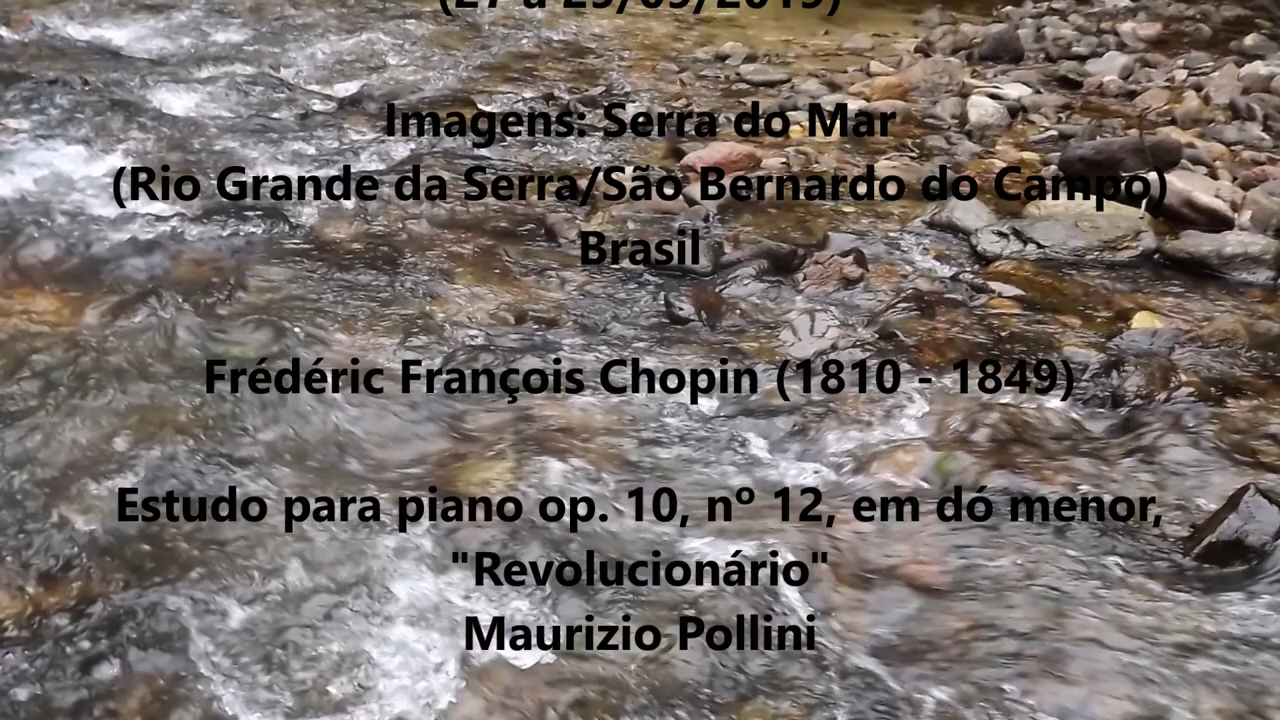 Imagens: Serra do Mar
(Rio Grande da Serra/São Bernardo do Campo)
Brasil
Frédéric François Chopin (1810 - 1849)
Estudo para piano op. 10, nº 12, em dó menor,
"Revolucionário"
Maurizio Pollini